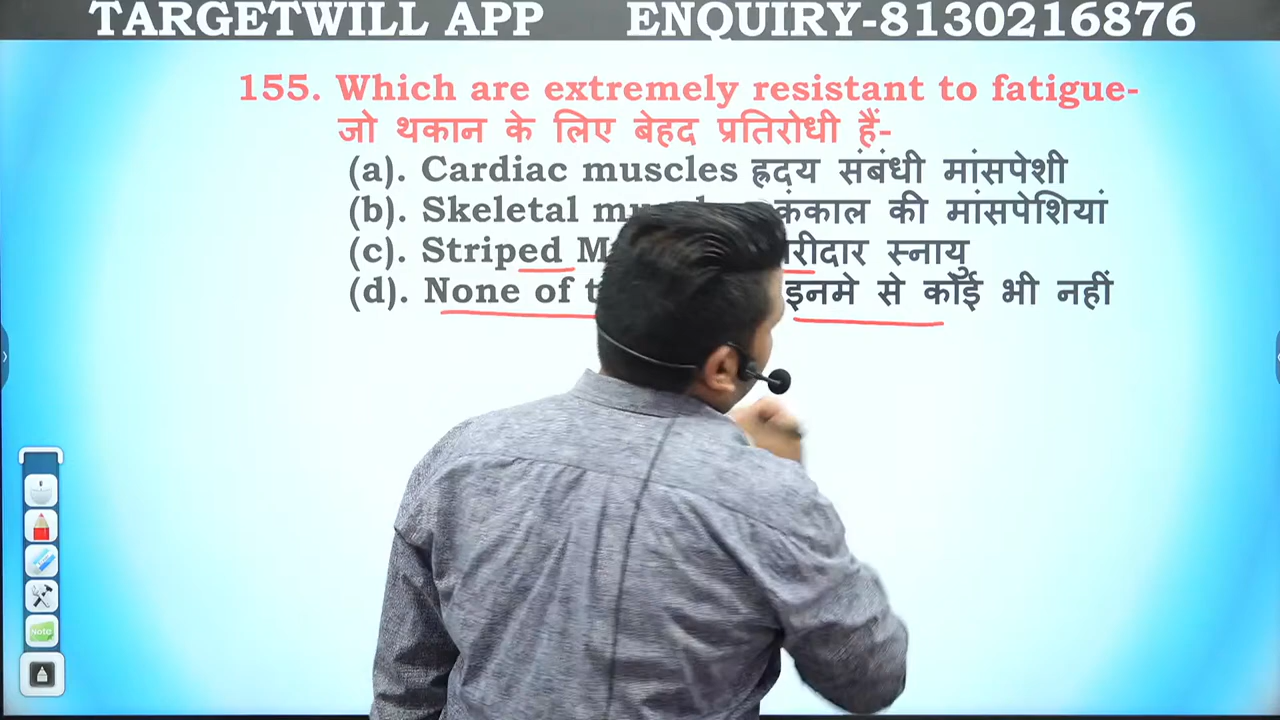 TARGETWILL APP ENQUIRY-8130216876
155. Which are extremely resistant to fatigue-
जो थकान के लिए बेहद प्रतिरोधी हैं-
(a). Cardiac muscles ह्रदय संबंधी मांसपेशी
(b). Skeletal कंकाल की मांसपेशियां
(c). Striped स्नायु
(d). None of इनमे से कोई भी नहीं